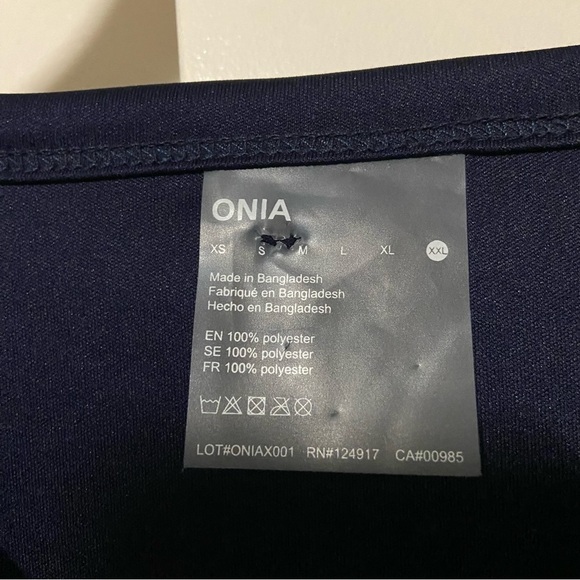 ONIA
XS S M L XL XXL
Made in Bangladesh
Fabriqué en Bangladesh
Hecho en Bangladesh
EN 100% polyester
SE 100% polyester
FR 100% polyester
LOT#ONIAX001 RN#124917 CA#00985